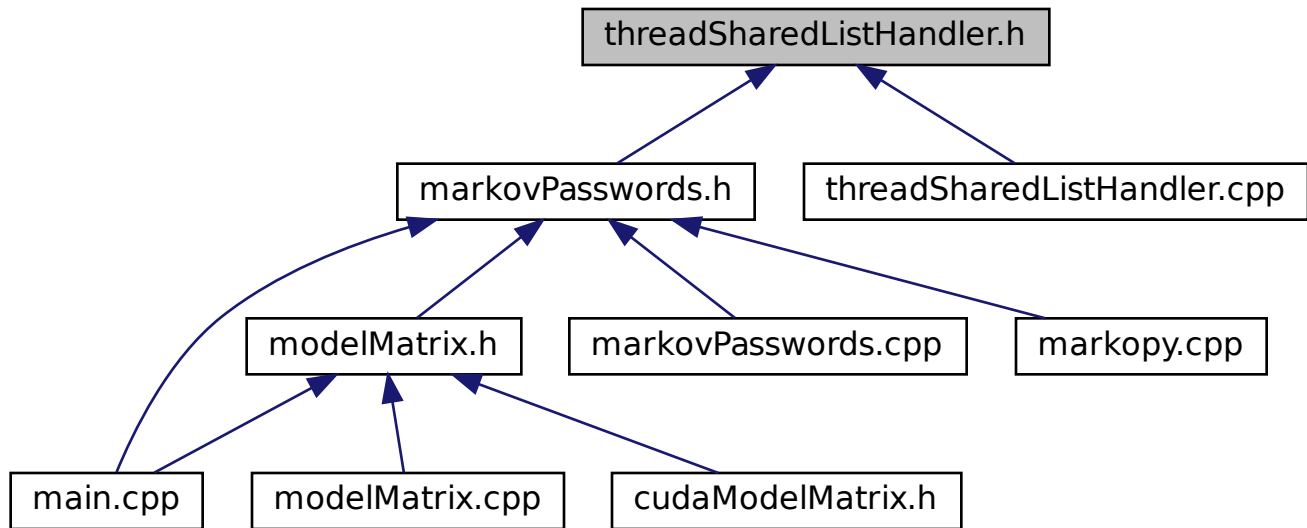 threadSharedListHandler.h
markovPasswords.h
threadSharedListHandler.cpp
modelMatrix.h
markovPasswords.cpp
markopy.cpp
main.cpp
modelMatrix.cpp
cudaModelMatrix.h